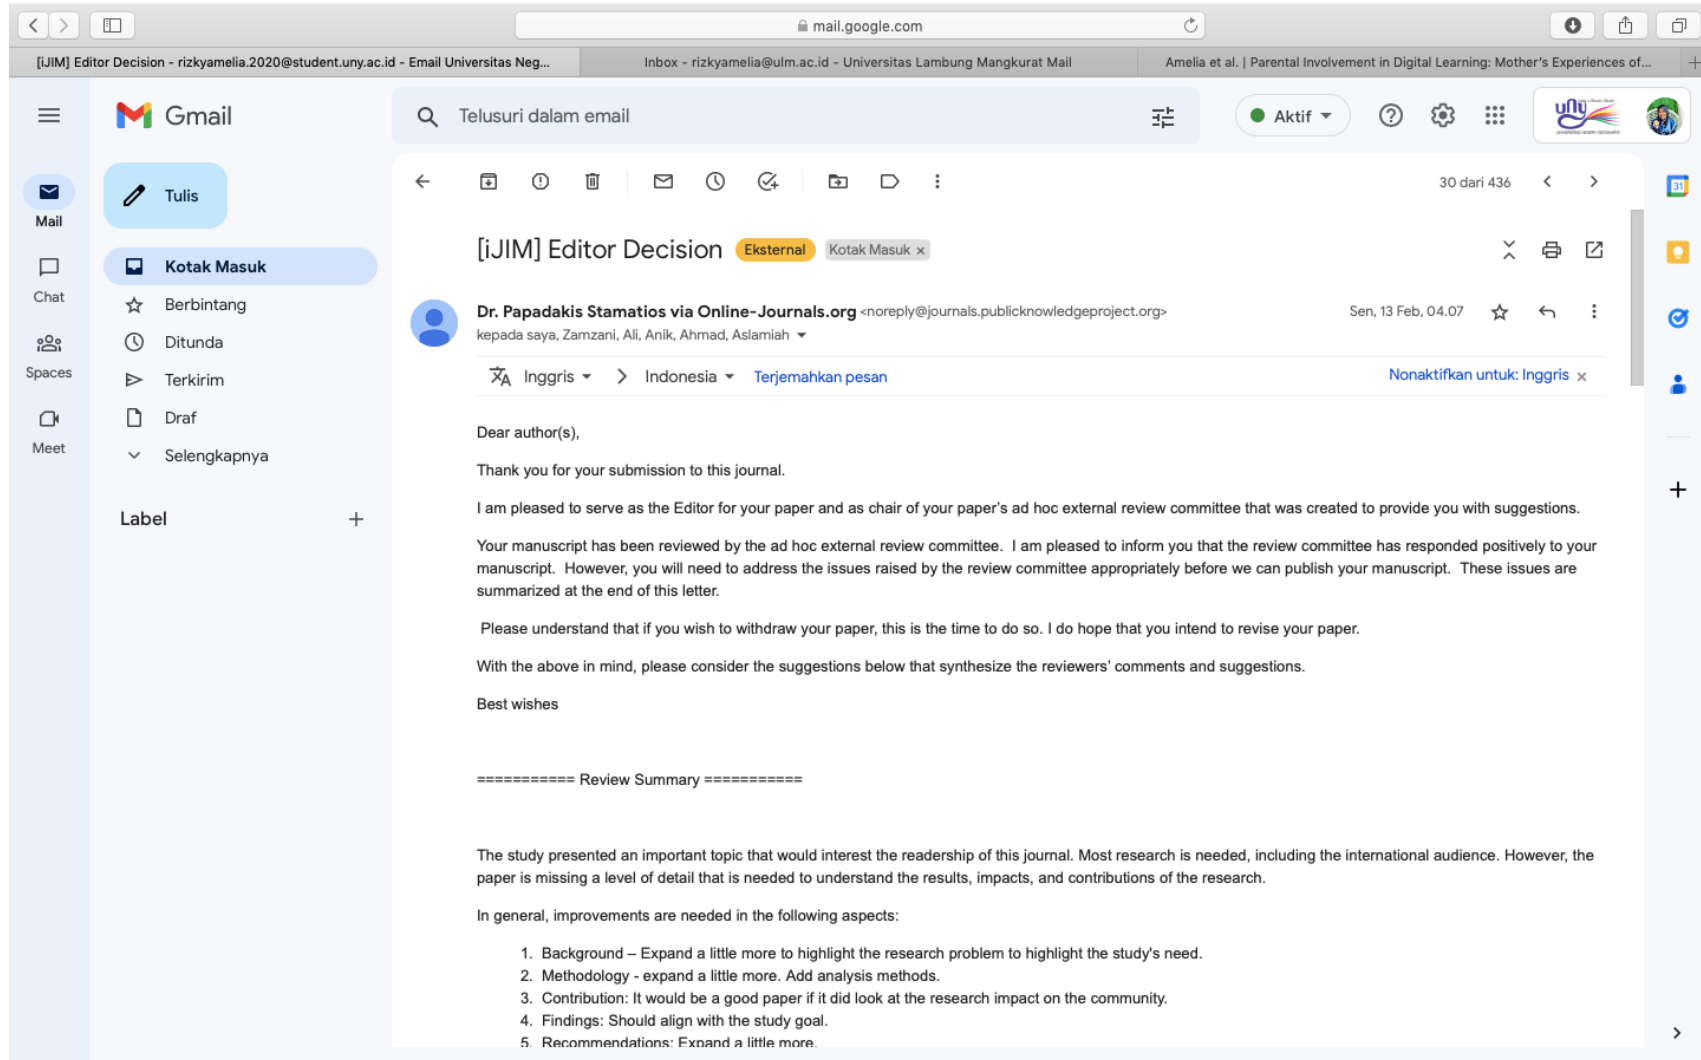 mail.google.com
[iJIM] Editor Decision - rizkyamelia.2020@student.uny.ac.id - Email Universitas Neg...
Inbox - rizkyamelia@ulm.ac.id - Universitas Lambung Mangkurat Mail
Amelia et al. | Parental Involvement in Digital Learning: Mother's Experiences of...
Gmail
Telusuri dalam email
Aktif
uny
Mail
Chat
Spaces
Meet
Tulis
Kotak Masuk
Berbintang
Ditunda
Terkirim
Draf
Selengkapnya
Label
30 dari 436
31
[iJIM] Editor Decision Eksternal Kotak Masuk ×
Dr. Papadakis Stamatios via Online-Journals.org <noreply@journals.publicknowledgeproject.org> Sen, 13 Feb, 04.07
kepada saya, Zamzani, Ali, Anik, Ahmad, Aslamiah
Inggris > Indonesia Terjemahkan pesan Nonaktifkan untuk: Inggris ×
Dear author(s),
Thank you for your submission to this journal.
I am pleased to serve as the Editor for your paper and as chair of your paper's ad hoc external review committee that was created to provide you with suggestions.
Your manuscript has been reviewed by the ad hoc external review committee.  I am pleased to inform you that the review committee has responded positively to your
manuscript.  However, you will need to address the issues raised by the review committee appropriately before we can publish your manuscript.  These issues are
summarized at the end of this letter.
Please understand that if you wish to withdraw your paper, this is the time to do so. I do hope that you intend to revise your paper.
With the above in mind, please consider the suggestions below that synthesize the reviewers' comments and suggestions.
Best wishes
=========== Review Summary ===========
The study presented an important topic that would interest the readership of this journal. Most research is needed, including the international audience. However, the
paper is missing a level of detail that is needed to understand the results, impacts, and contributions of the research.
In general, improvements are needed in the following aspects:
1. Background – Expand a little more to highlight the research problem to highlight the study's need.
2. Methodology - expand a little more. Add analysis methods.
3. Contribution: It would be a good paper if it did look at the research impact on the community.
4. Findings: Should align with the study goal.
5. Recommendations: Expand a little more.